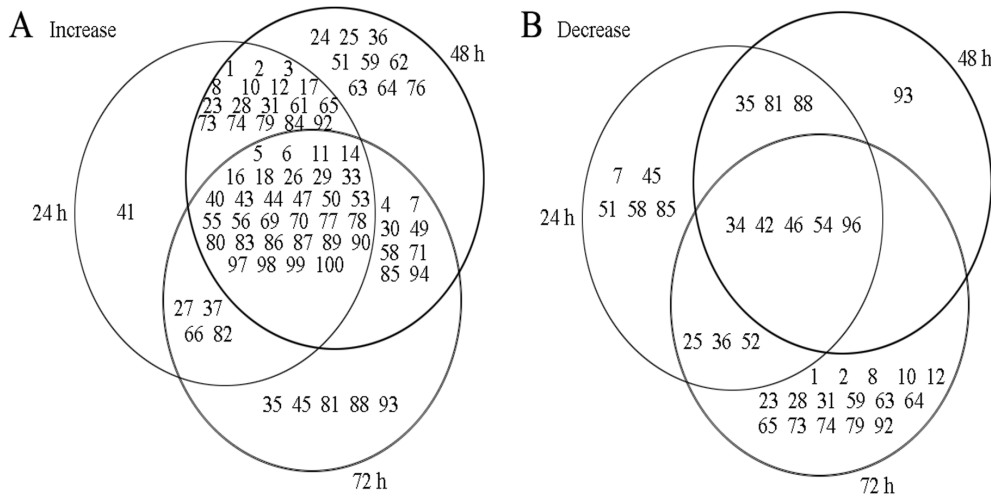 A Increase
24 25 36
51 59 62
63 64 76
48 h
1 2 3
8 10 12 17
23 28 31 61 65
73 74 79 84 92
5 6 11 14
16 18 26 29 33
40 43 44 47 50 53
55 56 69 70 77 78
80 83 86 87 89 90
97 98 99 100
4 7
30 49
58 71
85 94
24 h
41
27 37
66 82
35 45 81 88 93
72 h
B Decrease
48 h
93
35 81 88
7 45
51 58 85
24 h
34 42 46 54 96
25 36 52
1 2 8 10 12
23 28 31 59 63 64
65 73 74 79 92
72 h